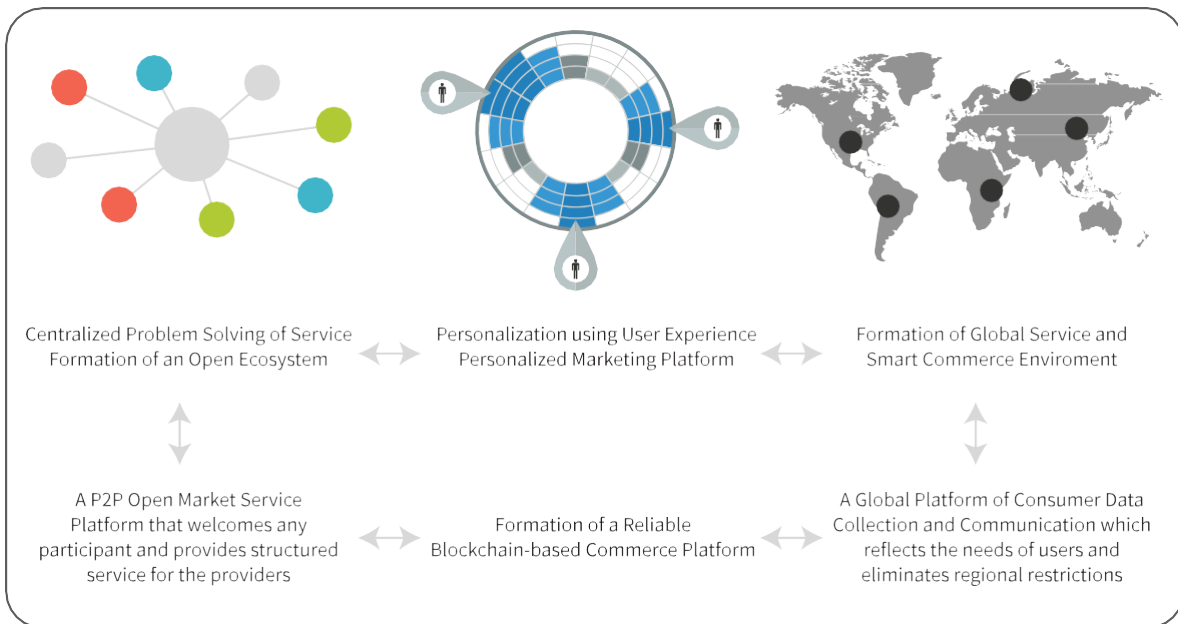 Centralized Problem Solving of Service
Formation of an Open Ecosystem
Personalization using User Experience
Personalized Marketing Platform
Formation of Global Service and
Smart Commerce Enviroment
A P2P Open Market Service
Platform that welcomes any
participant and provides structured
service for the providers
Formation of a Reliable
Blockchain-based Commerce Platform
A Global Platform of Consumer Data
Collection and Communication which
reflects the needs of users and
eliminates regional restrictions